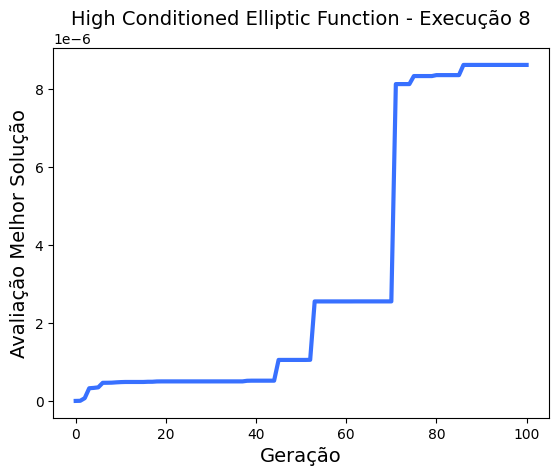 High Conditioned Elliptic Function - Execução 8
1e−6
8
6
4
2
0
Avaliação Melhor Solução
0 20 40 60 80 100
Geração